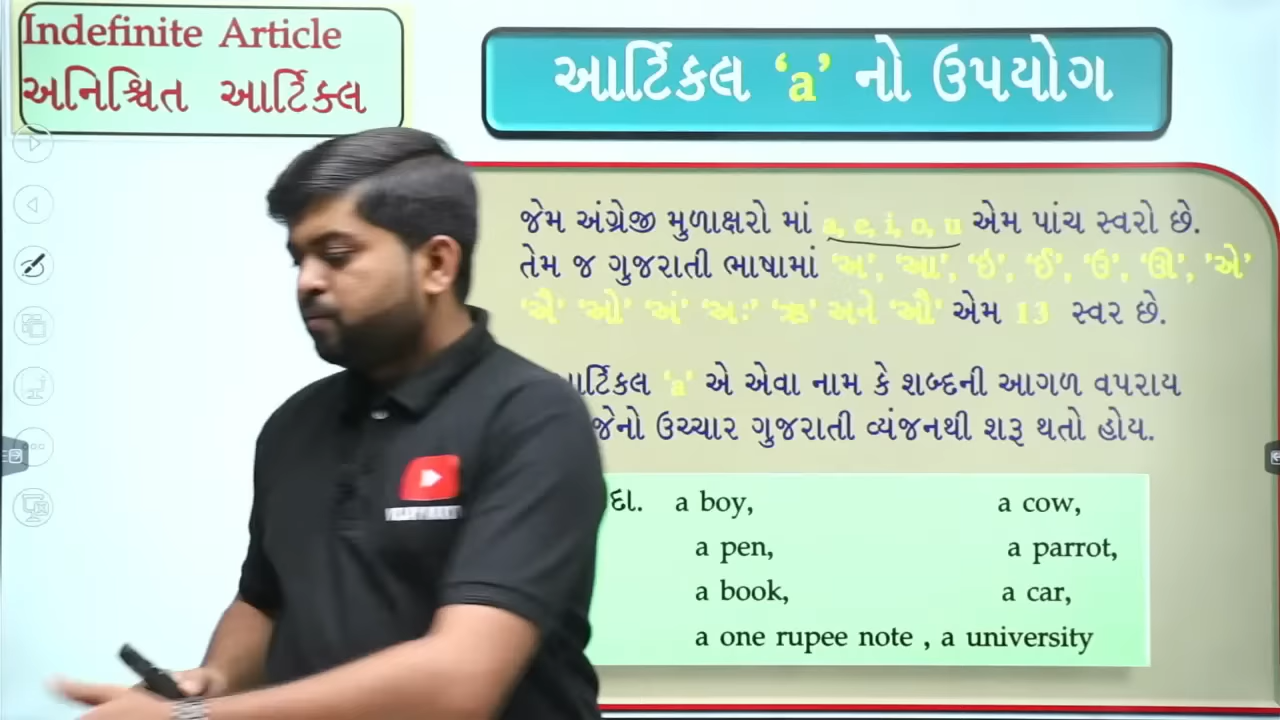 Indefinite Article
અનિશ્ચિત આર્ટિકલ
આર્ટિકલ ‘a’ નો ઉપયોગ
જેમ અંગ્રેજી મુળાક્ષરો માં a, e, i, o, u એમ પાંચ સ્વરો છે.
તેમ જ ગુજરાતી ભાષામાં ‘અ’, ‘આ’, ‘ઇ’, ‘ઈ’, ‘ઉ’, ‘ઊ’, ‘એ’
‘ઐ’ ‘ઓ’ ‘અં’ ‘અઃ’ ‘ઋ’ અને ‘ઔ’ એમ 13 સ્વર છે.
‘a’ એ એવા નામ કે શબ્દની આગળ વપરાય
જેનો ઉચ્ચાર ગુજરાતી વ્યંજનથી શરૂ થતો હોય.
દા. a boy, a cow,
a pen, a parrot,
a book, a car,
a one rupee note , a university